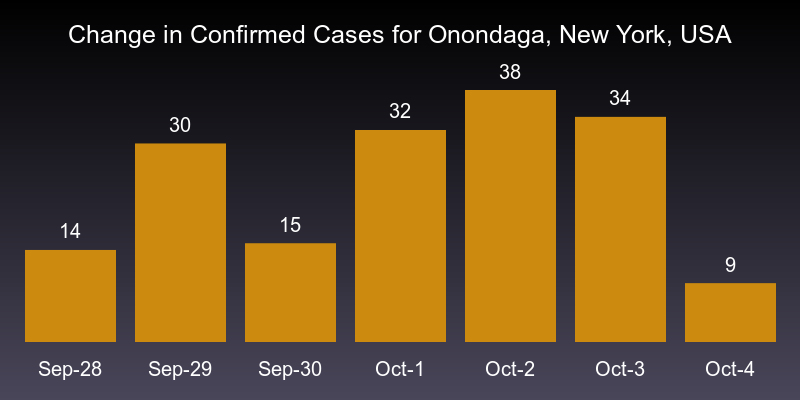 Change in Confirmed Cases for Onondaga, New York, USA
14
30
15
32
38
34
9
Sep-28
Sep-29
Sep-30
Oct-1
Oct-2
Oct-3
Oct-4